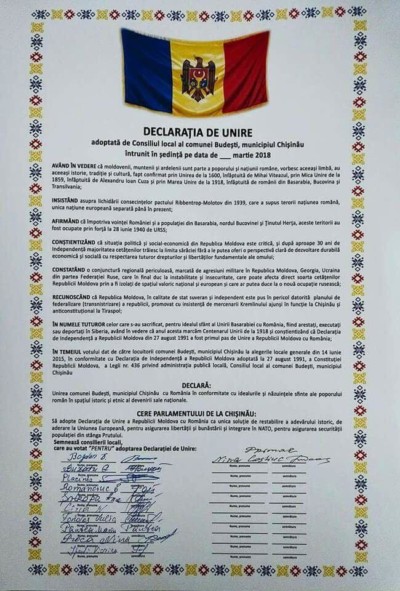 DECLARAȚIA DE UNIRE
adoptată de Consiliul local al comunei Budești, municipiul Chișinău
întrunit în ședință pe data de ___ martie 2018
AVÂND ÎN VEDERE că moldovenii, muntenii și ardelenii sunt parte a poporului și națiunii române, vorbesc aceeași limbă, au
aceeași istorie, tradiție și cultură, fapt confirmat prin Unirea de la 1600, înfăptuită de Mihai Viteazul, prin Mica Unire de la
1859, înfăptuită de Alexandru Ioan Cuza și prin Marea Unire de la 1918, înfăptuită de românii din Basarabia, Bucovina și
Transilvania;
INSISTÂND asupra lichidării consecințelor pactului Ribbentrop-Molotov din 1939, care a supus terorii națiunea română,
unica națiune europeană separată până în prezent;
AFIRMÂND că împotriva voinței României și a populației din Basarabia, nordul Bucovinei și Ținutul Herța, aceste teritorii au
fost ocupate prin forță la 28 iunie 1940 de URSS;
CONȘTIENTIZÂND că situația politică și social-economică din Republica Moldova este critică, și după aproape 30 ani de
independență majoritatea cetățenilor trăiesc la limita sărăciei fără a le putea oferi o perspectivă clară de dezvoltare durabilă
economică și socială cu respectarea tuturor drepturilor și libertăților fundamentale ale omului;
CONSTATÂND o conjunctură regională periculoasă, marcată de agresiuni militare în Republica Moldova, Georgia, Ucraina
din partea Federației Ruse, care în final duc la instabilitate și insecuritate, care poate afecta direct soarta cetățenilor
Republicii Moldova prin a fi izolați de spațiul valoric național și european și care ar putea duce la o nouă ocupație rusească;
RECUNOSCÂND că Republica Moldova, în calitate de stat suveran și independent este pus în pericol datorită planului de
federalizare (transnistrizare) a republicii, promovat cu insistență de mercenarii Kremlinului ajunși în funcție la Chișinău și
anticonstituțional la Tiraspol;
ÎN NUMELE TUTUROR celor care s-au sacrificat, pentru idealul sfânt al Unirii Basarabiei cu România, fiind arestați, executați
sau deportați în Siberia, având în vedere că anul acesta marcăm Centenarul Unirii de la 1918 și conștientizând că Declarația
de Independență a Republicii Moldova din 27 august 1991 a fost primul pas de Unire a Republicii Moldova cu România;
ÎN TEMEIUL votului dat de către locuitorii comunei Budești, municipiul Chișinău la alegerile locale generale din 14 iunie
2015, în conformitate cu Declarația de Independență a Republicii Moldova adoptată la 27 august 1991, a Constituției
Republicii Moldova, a Legii nr. 436 privind administrația publică locală, Consiliul local al comunei Budești, municipiul
Chișinău
DECLARĂ:
Unirea comunei Budești, municipiul Chișinău cu România în conformitate cu idealurile și năzuințele sfinte ale poporului
român în spațiul istoric și etnic al devenirii sale naționale.
CERE PARLAMENTULUI DE LA CHIȘINĂU:
Să adopte Declarația de Unire a Republicii Moldova cu România ca unica soluție de restabilire a adevărului istoric, de
aderare la Uniunea Europeană, pentru asigurarea libertății și bunăstării și integrare în NATO, pentru asigurarea securității
populației din stânga Prutului.
Semnează consilierii locali,
care au votat "PENTRU" adoptarea Declarației de Unire:
Primar